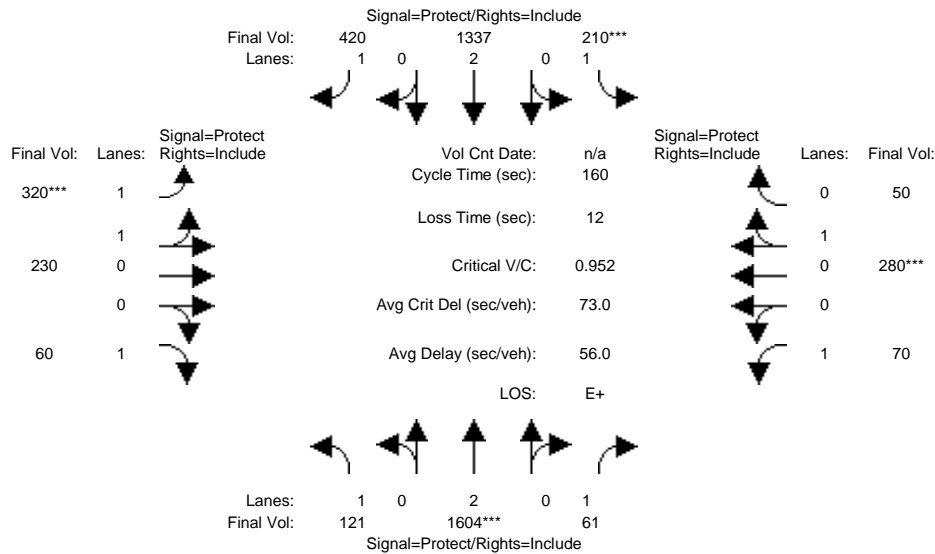 Signal=Protect/Rights=Include
Final Vol: 420 1337 210***
Lanes: 1 0 2 0 1
Signal=Protect
Final Vol: Lanes: Rights=Include
Vol Cnt Date: n/a
Signal=Protect
Rights=Include Lanes: Final Vol:
Cycle Time (sec): 160
320*** 1
0 50
Loss Time (sec): 12
1
1
230 0
Critical V/C: 0.952
0 280***
0
Avg Crit Del (sec/veh): 73.0
0
60 1
Avg Delay (sec/veh): 56.0
1 70
LOS: E+
Lanes: 1 0 2 0 1
Final Vol: 121 1604*** 61
Signal=Protect/Rights=Include